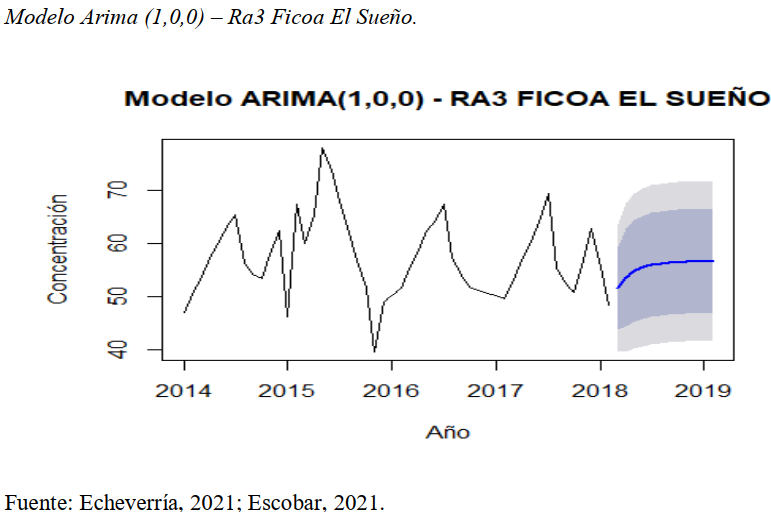 Modelo Arima (1,0,0) – Ra3 Ficoa El Sueño.
Modelo ARIMA(1,0,0) - RA3 FICOA EL SUEÑO
Concentración
70
60
50
40
2014 2015 2016 2017 2018 2019
Año
Fuente: Echeverría, 2021; Escobar, 2021.